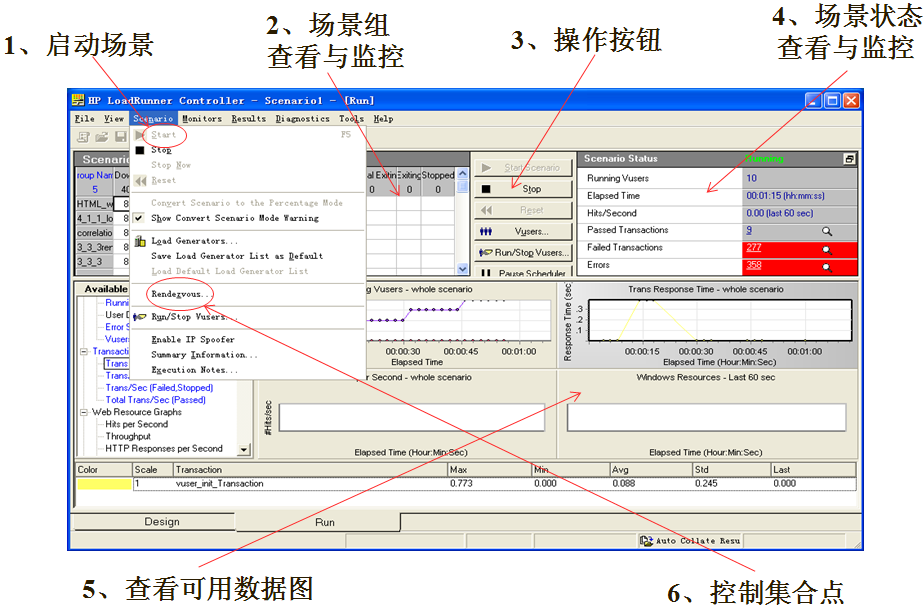 1、启动场景
2、场景组
查看与监控
3、操作按钮
4、场景状态
查看与监控
HP LoadRunner Controller - Scenario1 - [Run]
File View Scenario Monitors Results Diagnostics Tools Help
Start F5
Stop
Stop Now
Reset
Convert Scenario to the Percentage Mode
Show Convert Scenario Mode Warning
Load Generators...
Save Load Generator List as Default
Load Default Load Generator List
Rendezvous...
Run/Stop Vusers...
Enable IP Spoofer
Summary Information...
Execution Notes...
Scenario
roup Nam Dow
5 40
HTML_w 8
4_1_1_lo 8
correlatio 8
3_3_3ren 8
3_3_3 8
al Exitin Exiting Stopped
0 0 0
Start Scenario
Stop
Reset
Vusers...
Run/Stop Vusers...
Pause Scheduler
Scenario Status Running
Running Vusers 10
Elapsed Time 00:01:15 (hh:mm:ss)
Hits/Second 0.00 (last 60 sec)
Passed Transactions 9
Failed Transactions 277
Errors 358
Available
Runni
User D
Error S
Vuser
Transacti
Trans
Trans
Trans/Sec (Failed,Stopped)
Total Trans/Sec (Passed)
Web Resource Graphs
Hits per Second
Throughput
HTTP Responses per Second
g Vusers - whole scenario
00:00:30 00:00:45 00:01:00
Elapsed Time
Trans Response Time - whole scenario
Response Time (sec
.3
.2
.1
00:00:15 00:00:30 00:00:45 00:01:00
Elapsed Time (Hour:Min:Sec)
er Second - whole scenario
#Hits/sec
Elapsed Time (Hour:Min:Sec)
Windows Resources - Last 60 sec
Elapsed Time (Hour:Min:Sec)
Color Scale Transaction Max Min Avg Std Last
1 vuser_init_Transaction 0.773 0.000 0.088 0.245 0.000
Design Run
Auto Collate Resu
5、查看可用数据图
6、控制集合点